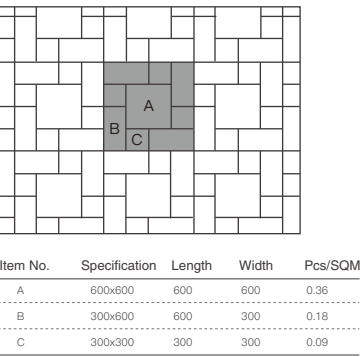 A
B
C
Item No. Specification Length Width Pcs/SQM
A 600x600 600 600 0.36
B 300x600 600 300 0.18
C 300x300 300 300 0.09